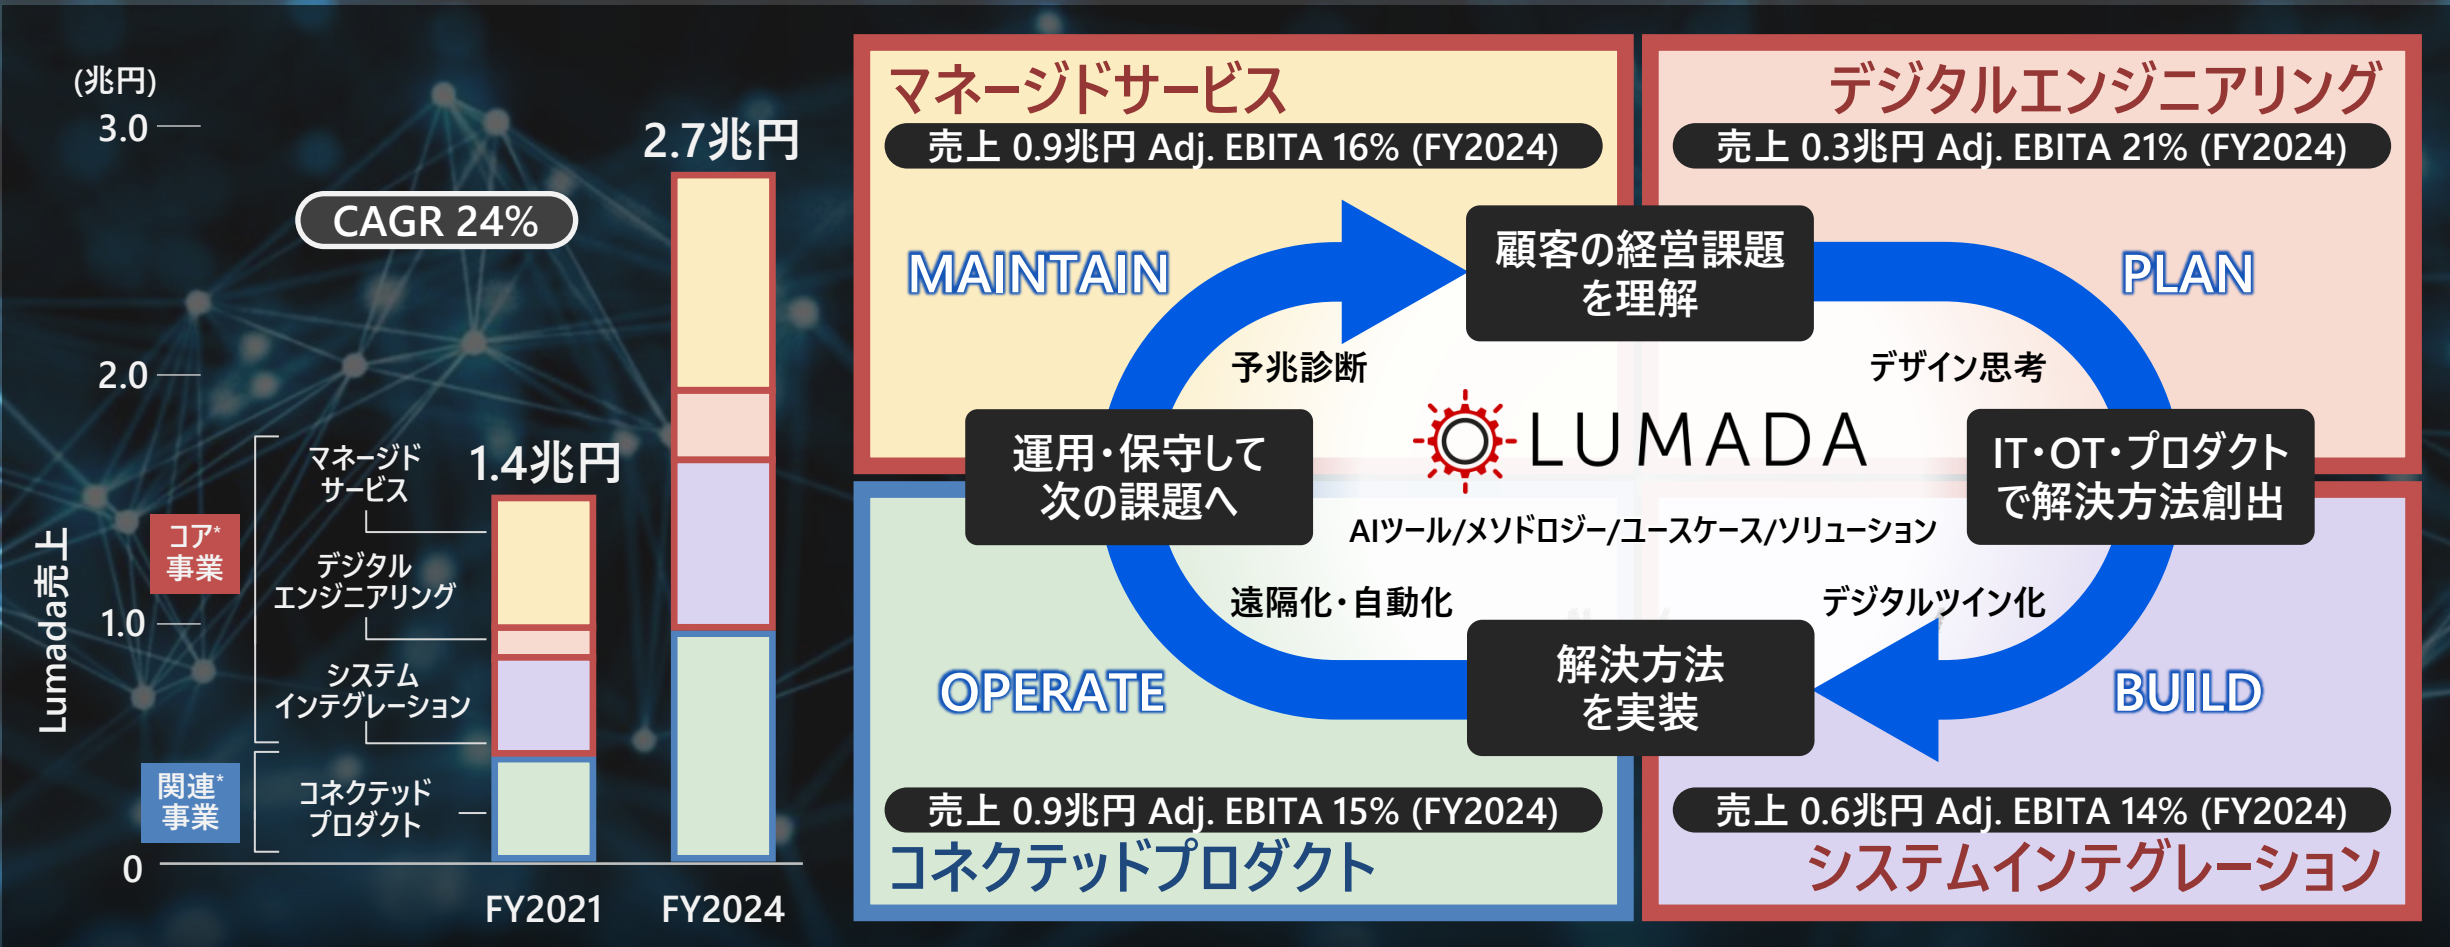 (兆円)
3.0
2.0
1.0
0
Lumada売上
CAGR 24%
2.7兆円
1.4兆円
コア*
事業
マネージド
サービス
デジタル
エンジニアリング
システム
インテグレーション
関連*
事業
コネクテッド
プロダクト
FY2021
FY2024
マネージドサービス
売上 0.9兆円 Adj. EBITA 16% (FY2024)
MAINTAIN
デジタルエンジニアリング
売上 0.3兆円 Adj. EBITA 21% (FY2024)
PLAN
顧客の経営課題
を理解
予兆診断
デザイン思考
運用・保守して
次の課題へ
LUMADA
IT・OT・プロダクト
で解決方法創出
AIツール/メソドロジー/ユースケース/ソリューション
遠隔化・自動化
デジタルツイン化
解決方法
を実装
OPERATE
売上 0.9兆円 Adj. EBITA 15% (FY2024)
コネクテッドプロダクト
BUILD
売上 0.6兆円 Adj. EBITA 14% (FY2024)
システムインテグレーション